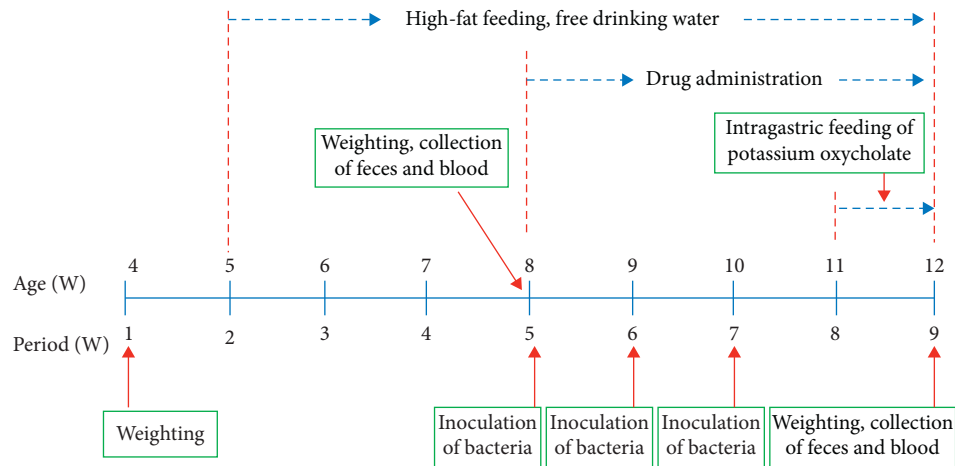 High-fat feeding, free drinking water
Drug administration
Weighting, collection
of feces and blood
Intragastric feeding of
potassium oxycholate
Age (W)
4 5 6 7 8 9 10 11 12
Period (W)
1 2 3 4 5 6 7 8 9
Weighting
Inoculation
of bacteria
Inoculation
of bacteria
Inoculation
of bacteria
Weighting, collection
of feces and blood